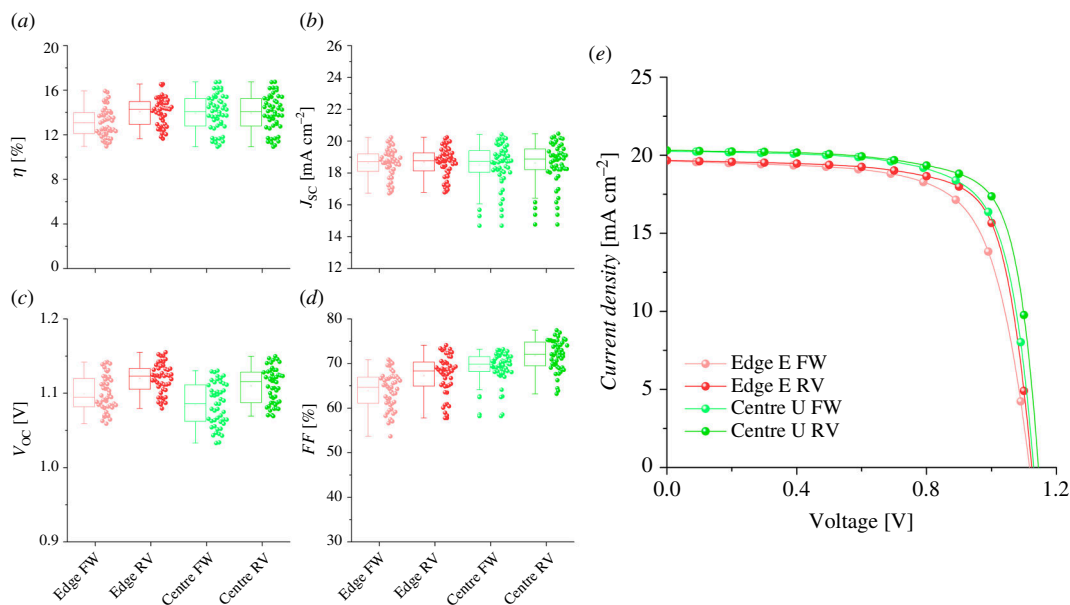 (a)
20
16
12
8
4
0
η [%]
(b)
26
24
22
20
18
16
14
12
J_SC [mA cm⁻²]
(c)
1.2
1.1
1.0
0.9
V_OC [V]
Edge FW
Edge RV
Centre FW
Centre RV
(d)
80
70
60
50
40
30
FF [%]
Edge FW
Edge RV
Centre FW
Centre RV
(e)
25
20
15
10
5
0
Current density [mA cm⁻²]
Edge E FW
Edge E RV
Centre U FW
Centre U RV
0.0
0.4
0.8
1.2
Voltage [V]